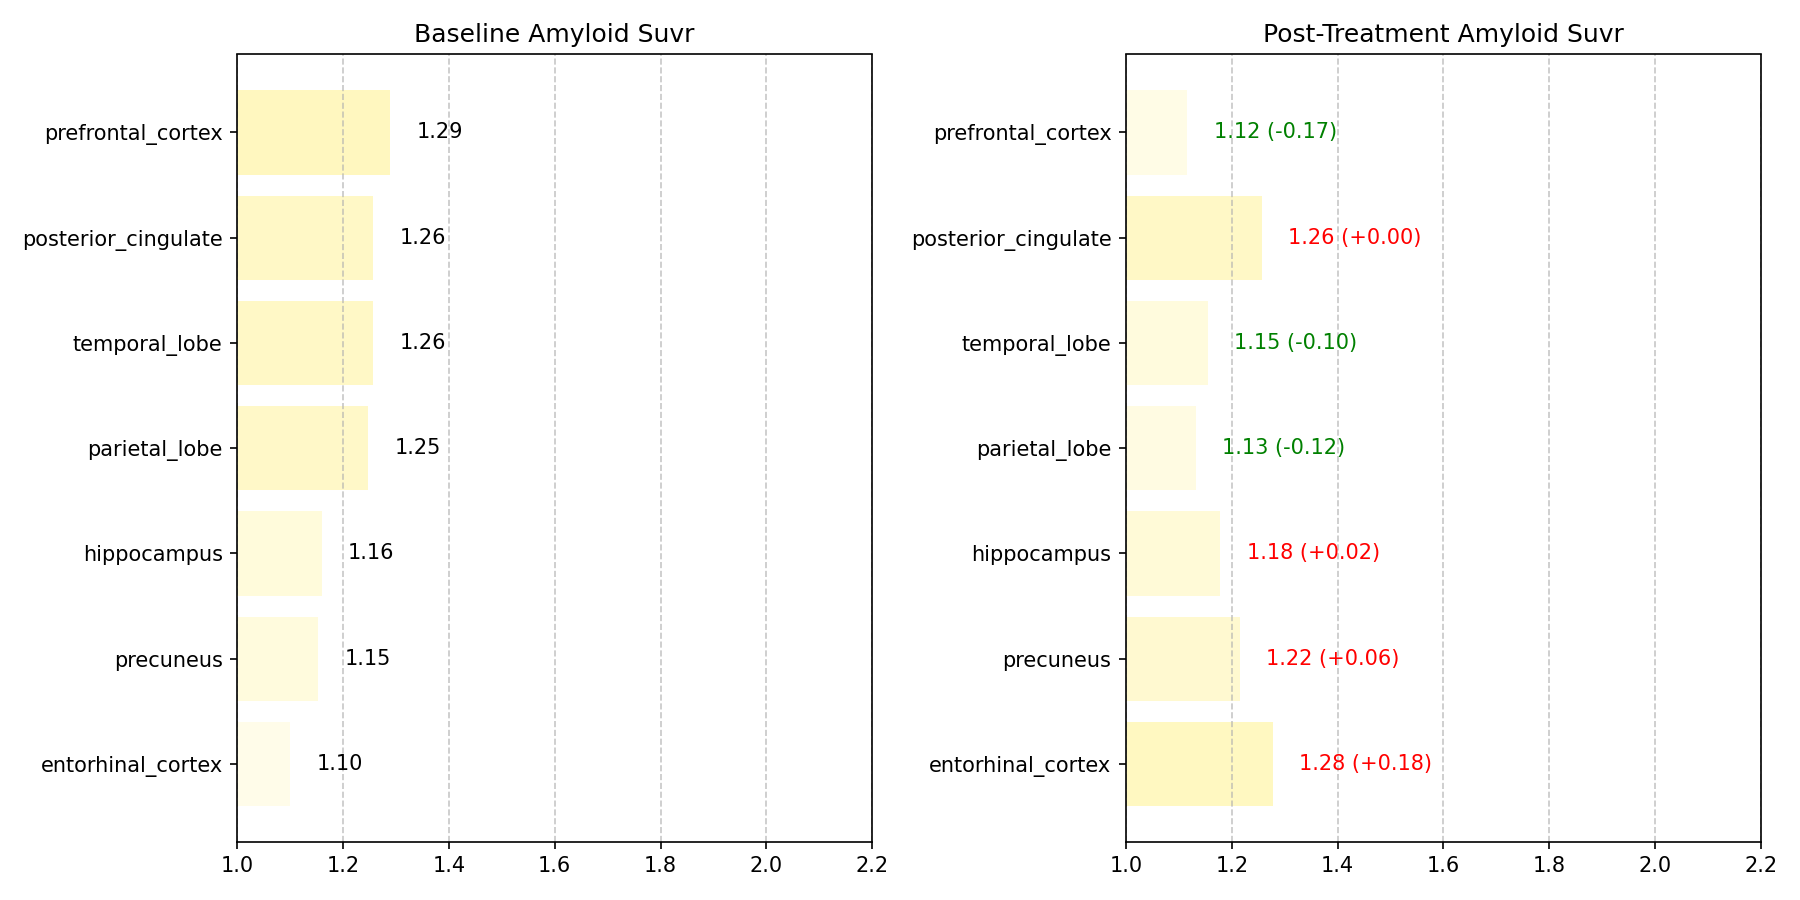 Baseline Amyloid Suvr
prefrontal_cortex
1.29
posterior_cingulate
1.26
temporal_lobe
1.26
parietal_lobe
1.25
hippocampus
1.16
precuneus
1.15
entorhinal_cortex
1.10
1.0 1.2 1.4 1.6 1.8 2.0 2.2
Post-Treatment Amyloid Suvr
prefrontal_cortex
1.12 (-0.17)
posterior_cingulate
1.26 (+0.00)
temporal_lobe
1.15 (-0.10)
parietal_lobe
1.13 (-0.12)
hippocampus
1.18 (+0.02)
precuneus
1.22 (+0.06)
entorhinal_cortex
1.28 (+0.18)
1.0 1.2 1.4 1.6 1.8 2.0 2.2